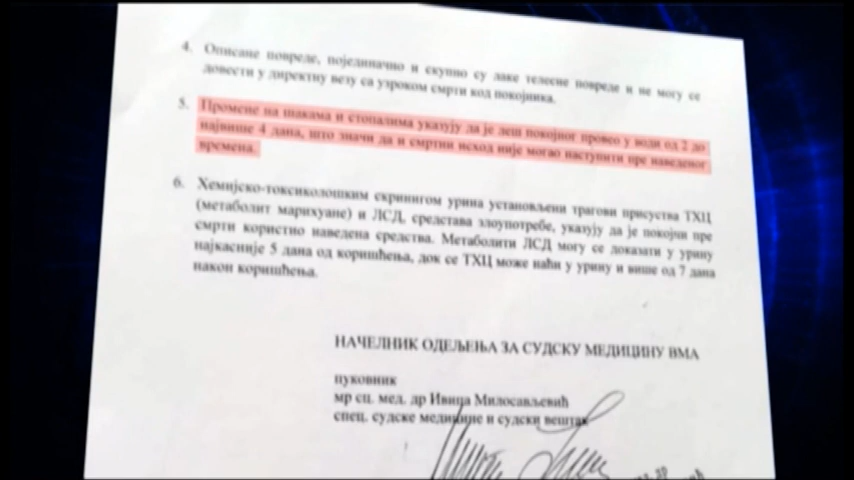 4. Описане повреде, појединачно и скупно су лаке телесне повреде и не могу се
довести у директну везу са узроком смрти код покојника.
5. Промене на шакама и стопалима указују да је леш покојног провео у води од 2 до
највише 4 дана, што значи да и смртни исход није могао наступити пре наведеног
времена.
6. Хемијско-токсиколошким скринингом урина установљени трагови присуства ТХЦ
(метаболит марихуане) и ЛСД, средстава злоупотребе, указују да је покојни пре
смрти користио наведена средства. Метаболити ЛСД могу се доказати у урину
најкасније 5 дана од коришћења, док се ТХЦ може наћи у урину и више од 7 дана
након коришћења.
НАЧЕЛНИК ОДЕЉЕЊА ЗА СУДСКУ МЕДИЦИНУ ВМА
пуковник
мр сц. мед. др Ивица Милосављевић
спец. судске медицине и судски вештак